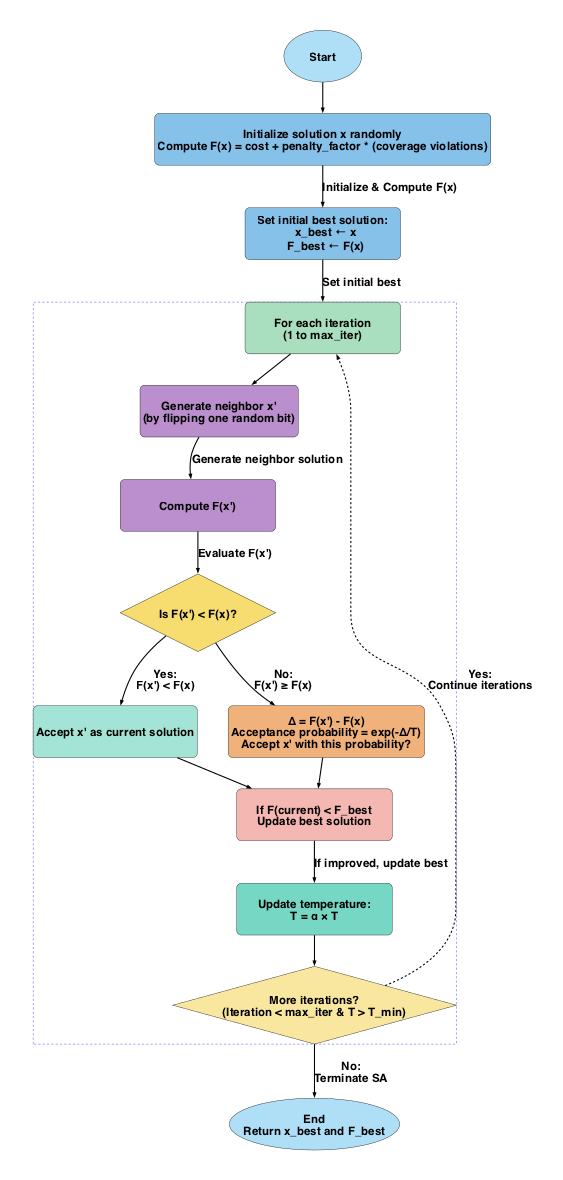 Start
Initialize solution x randomly
Compute F(x) = cost + penalty_factor * (coverage violations)
Initialize & Compute F(x)
Set initial best solution:
x_best ← x
F_best ← F(x)
Set initial best
For each iteration
(1 to max_iter)
Generate neighbor x'
(by flipping one random bit)
Generate neighbor solution
Compute F(x')
Evaluate F(x')
Is F(x') < F(x)?
Yes:
F(x') < F(x)
No:
F(x') ≥ F(x)
Yes:
Continue iterations
Accept x' as current solution
Δ = F(x') - F(x)
Acceptance probability = exp(-Δ/T)
Accept x' with this probability?
If F(current) < F_best
Update best solution
If improved, update best
Update temperature:
T = α × T
More iterations?
(Iteration < max_iter & T > T_min)
No:
Terminate SA
End
Return x_best and F_best